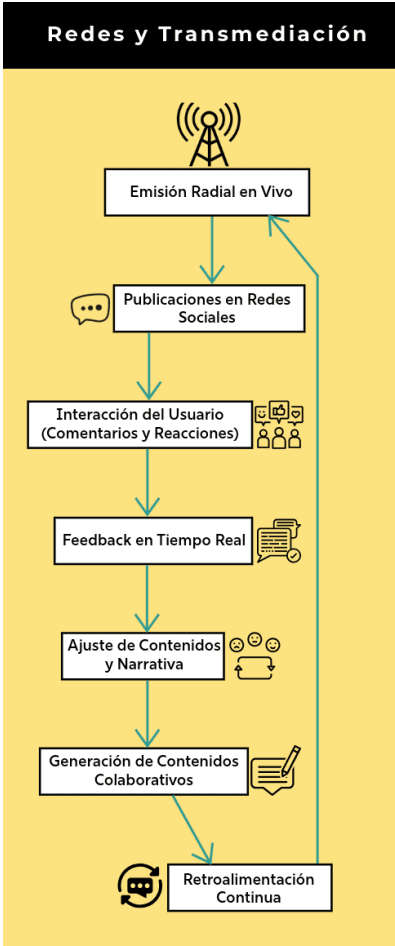 Redes y Transmediación
Emisión Radial en Vivo
Publicaciones en Redes
Sociales
Interacción del Usuario
(Comentarios y Reacciones)
Feedback en Tiempo Real
Ajuste de Contenidos
y Narrativa
Generación de Contenidos
Colaborativos
Retroalimentación
Continua